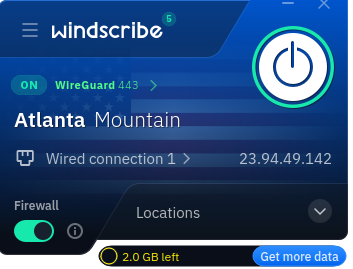 windscribe 5
ON WireGuard 443
Atlanta Mountain
Wired connection 1 23.94.49.142
Firewall
Locations
2.0 GB left Get more data